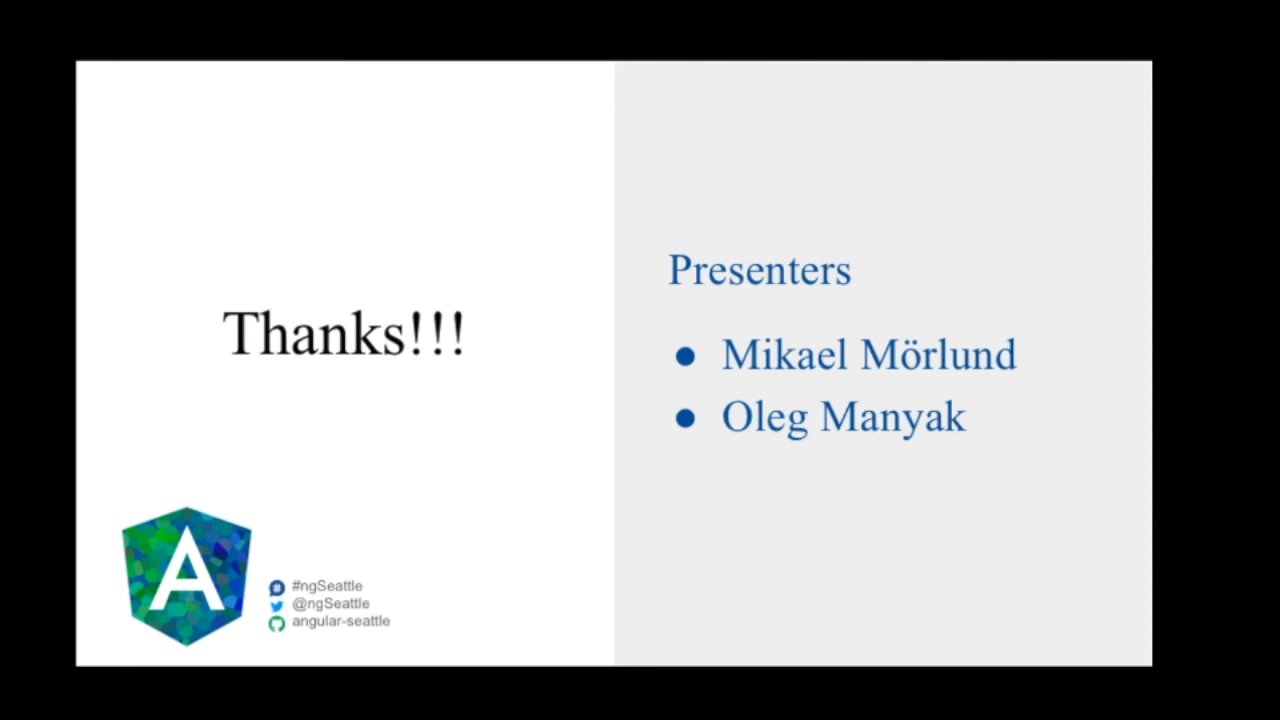 Thanks!!!
Presenters
● Mikael Mörlund
● Oleg Manyak
A
#ngSeattle
@ngSeattle
angular-seattle